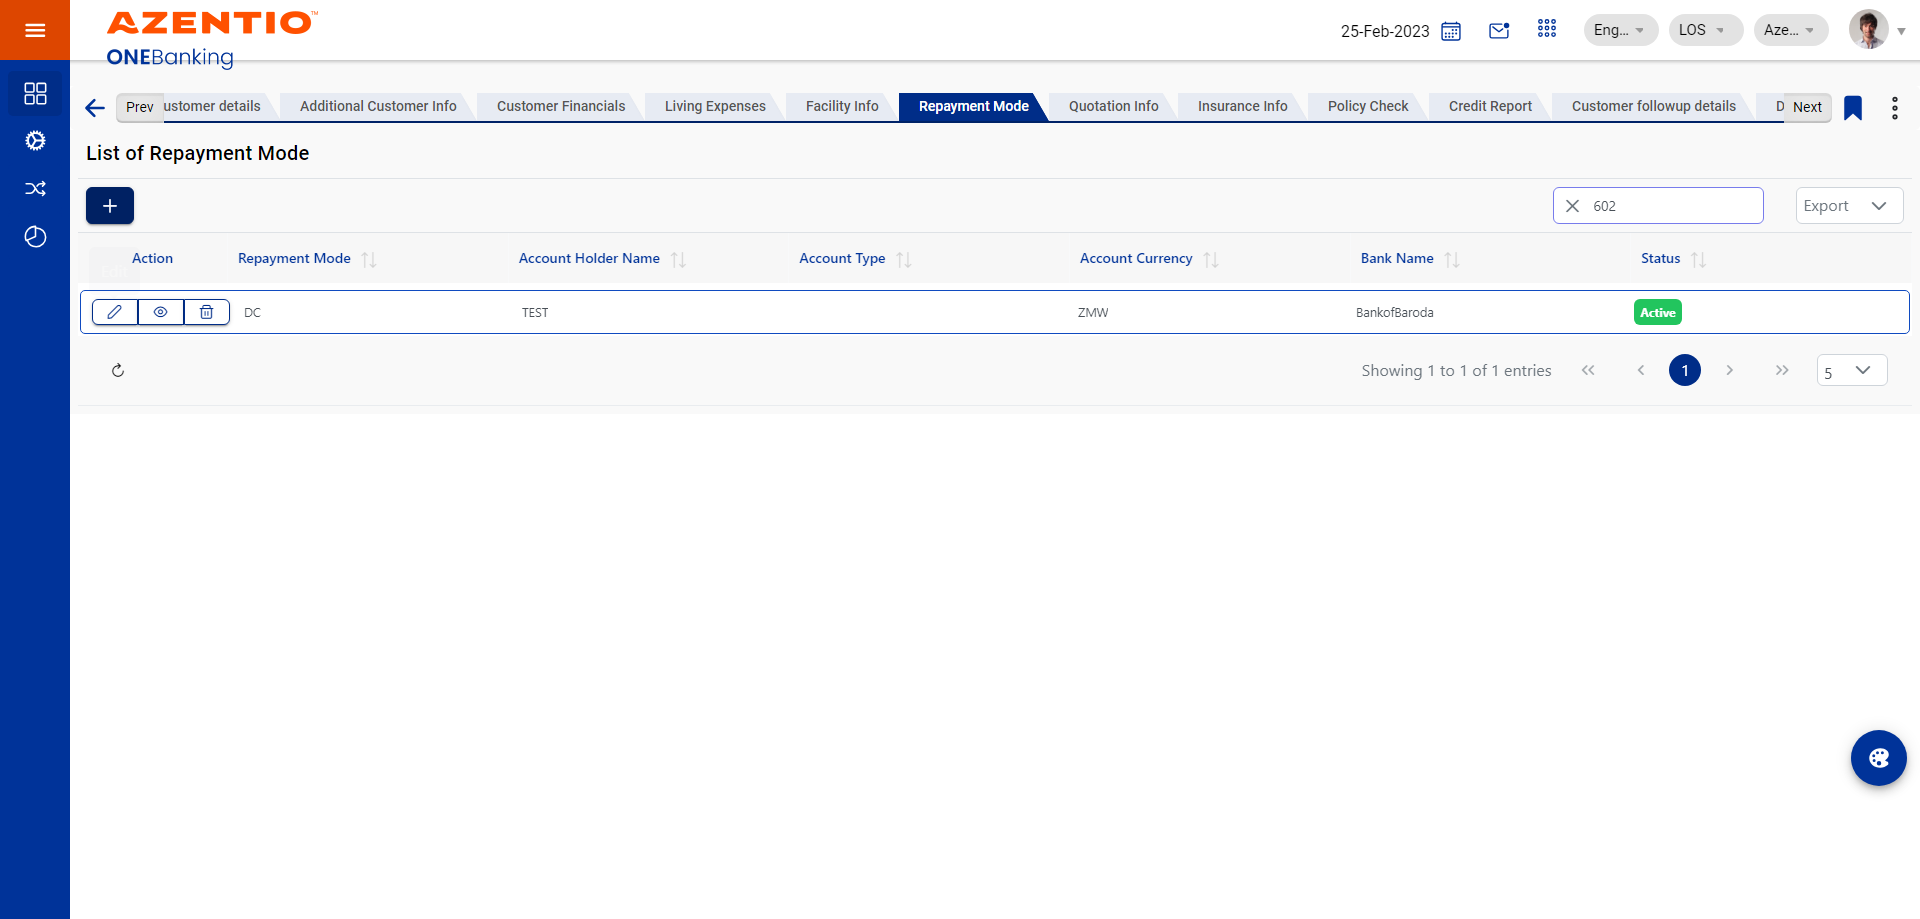 AZENTIO™
ONEBanking
25-Feb-2023
Eng...
LOS
Aze...
Prev
ustomer details
Additional Customer Info
Customer Financials
Living Expenses
Facility Info
Repayment Mode
Quotation Info
Insurance Info
Policy Check
Credit Report
Customer followup details
D
Next
List of Repayment Mode
+
602
Export
Action
Repayment Mode
Account Holder Name
Account Type
Account Currency
Bank Name
Status
DC
TEST
ZMW
BankofBaroda
Active
Showing 1 to 1 of 1 entries
1
5